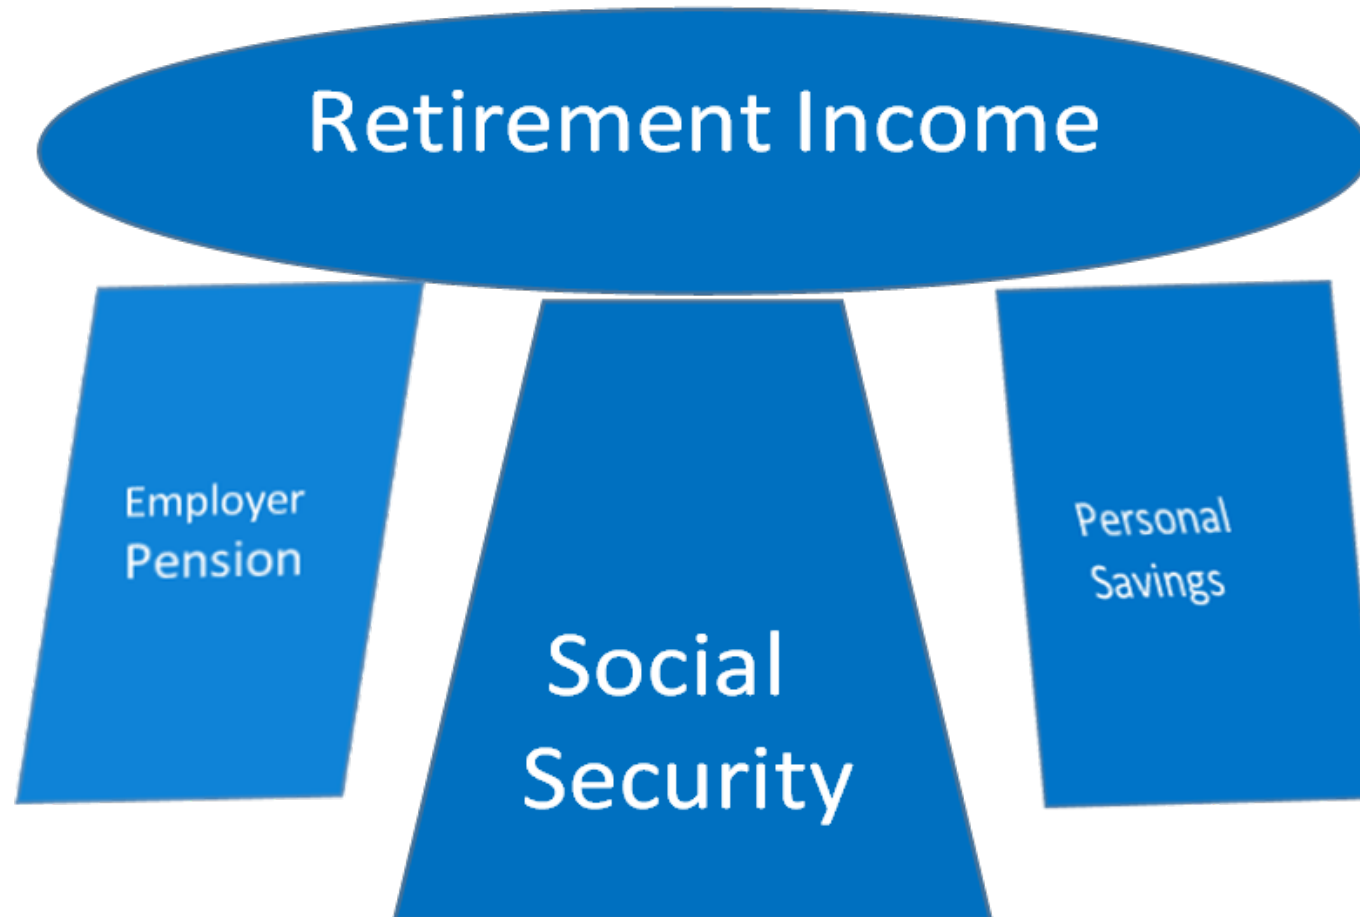 Retirement Income
Employer
Pension
Social
Security
Personal
Savings